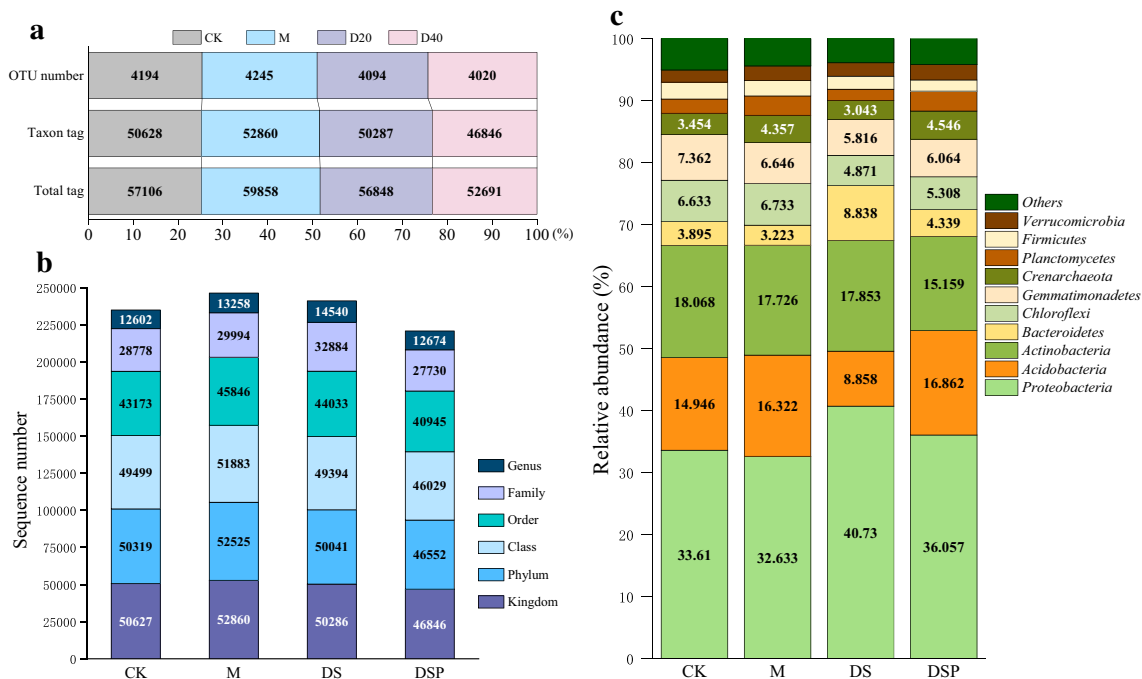 a
CK M D20 D40
OTU number 4194 4245 4094 4020
Taxon tag 50628 52860 50287 46846
Total tag 57106 59858 56848 52691
0 10 20 30 40 50 60 70 80 90 100 (%)
b
Sequence number
250000
225000
200000
175000
150000
125000
100000
75000
50000
25000
0
12602 13258 14540 12674
28778 29994 32884 27730
43173 45846 44033 40945
49499 51883 49394 46029
50319 52525 50041 46552
50627 52860 50286 46846
CK M DS DSP
Genus
Family
Order
Class
Phylum
Kingdom
c
Relative abundance (%)
100
90
80
70
60
50
40
30
20
10
0
3.454 4.357 3.043 4.546
7.362 6.646 5.816 6.064
6.633 6.733 4.871 5.308
3.895 3.223 8.838 4.339
18.068 17.726 17.853 15.159
14.946 16.322 8.858 16.862
33.61 32.633 40.73 36.057
CK M DS DSP
Others
Verrucomicrobia
Firmicutes
Planctomycetes
Crenarchaeota
Gemmatimonadetes
Chloroflexi
Bacteroidetes
Actinobacteria
Acidobacteria
Proteobacteria